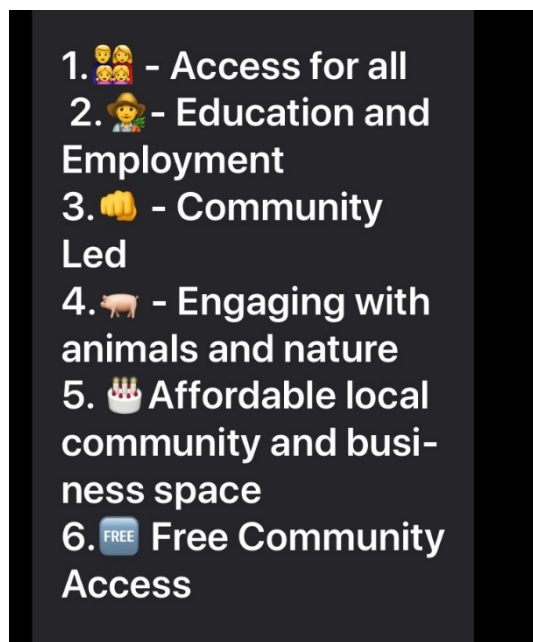 1.👨‍👩‍👧‍👧 - Access for all
2.🧑‍🌾- Education and
Employment
3.👊 - Community
Led
4.🐖 - Engaging with
animals and nature
5. 🎂Affordable local
community and busi-
ness space
6.🆓 Free Community
Access